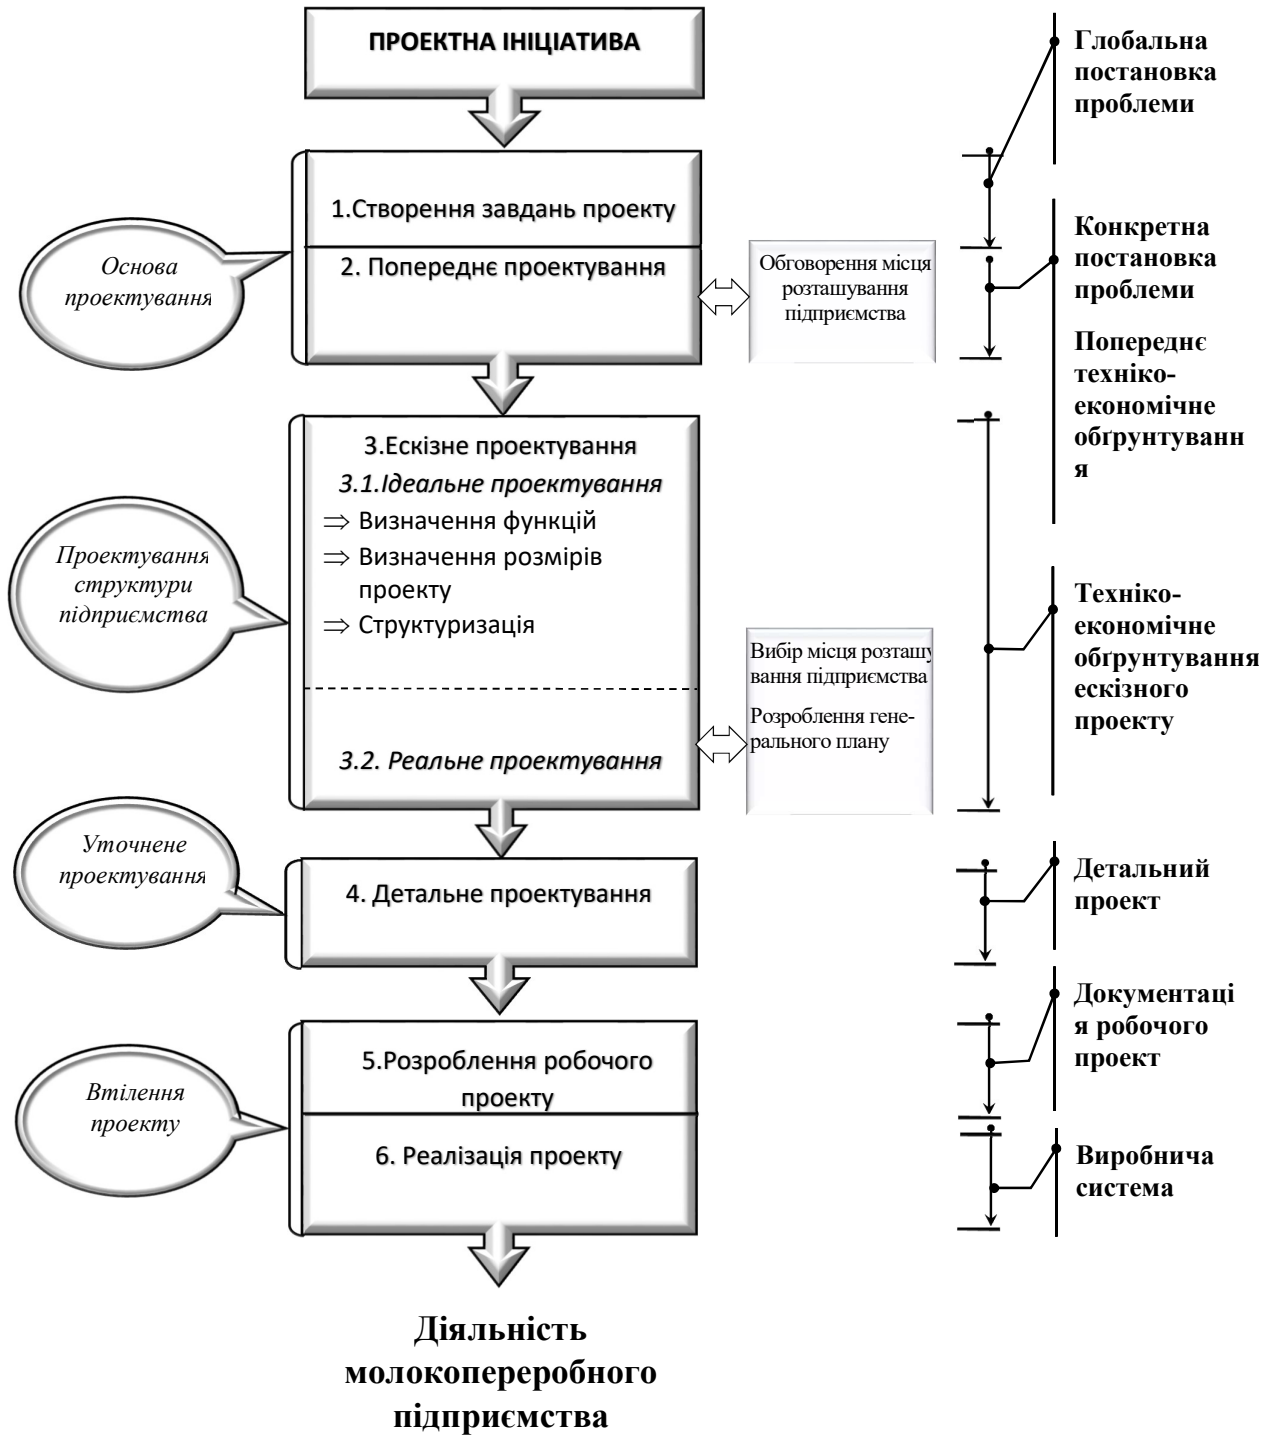 ПРОЕКТНА ІНІЦІАТИВА
Глобальна
постановка
проблеми
1.Створення завдань проекту
2. Попереднє проектування
Основа
проектування
Обговорення місця
розташування
підприємства
Конкретна
постановка
проблеми
Попереднє
техніко-
економічне
обґрунтуванн
я
3.Ескізне проектування
3.1.Ідеальне проектування
⇒ Визначення функцій
⇒ Визначення розмірів
проекту
⇒ Структуризація
3.2. Реальне проектування
Проектування
структури
підприємства
Вибір місця розташу
вання підприємства
Розроблення гене-
рального плану
Техніко-
економічне
обґрунтування
ескізного
проекту
Уточнене
проектування
4. Детальне проектування
Детальний
проект
5.Розроблення робочого
проекту
6. Реалізація проекту
Втілення
проекту
Документаці
я робочого
проект
Виробнича
система
Діяльність
молокопереробного
підприємства